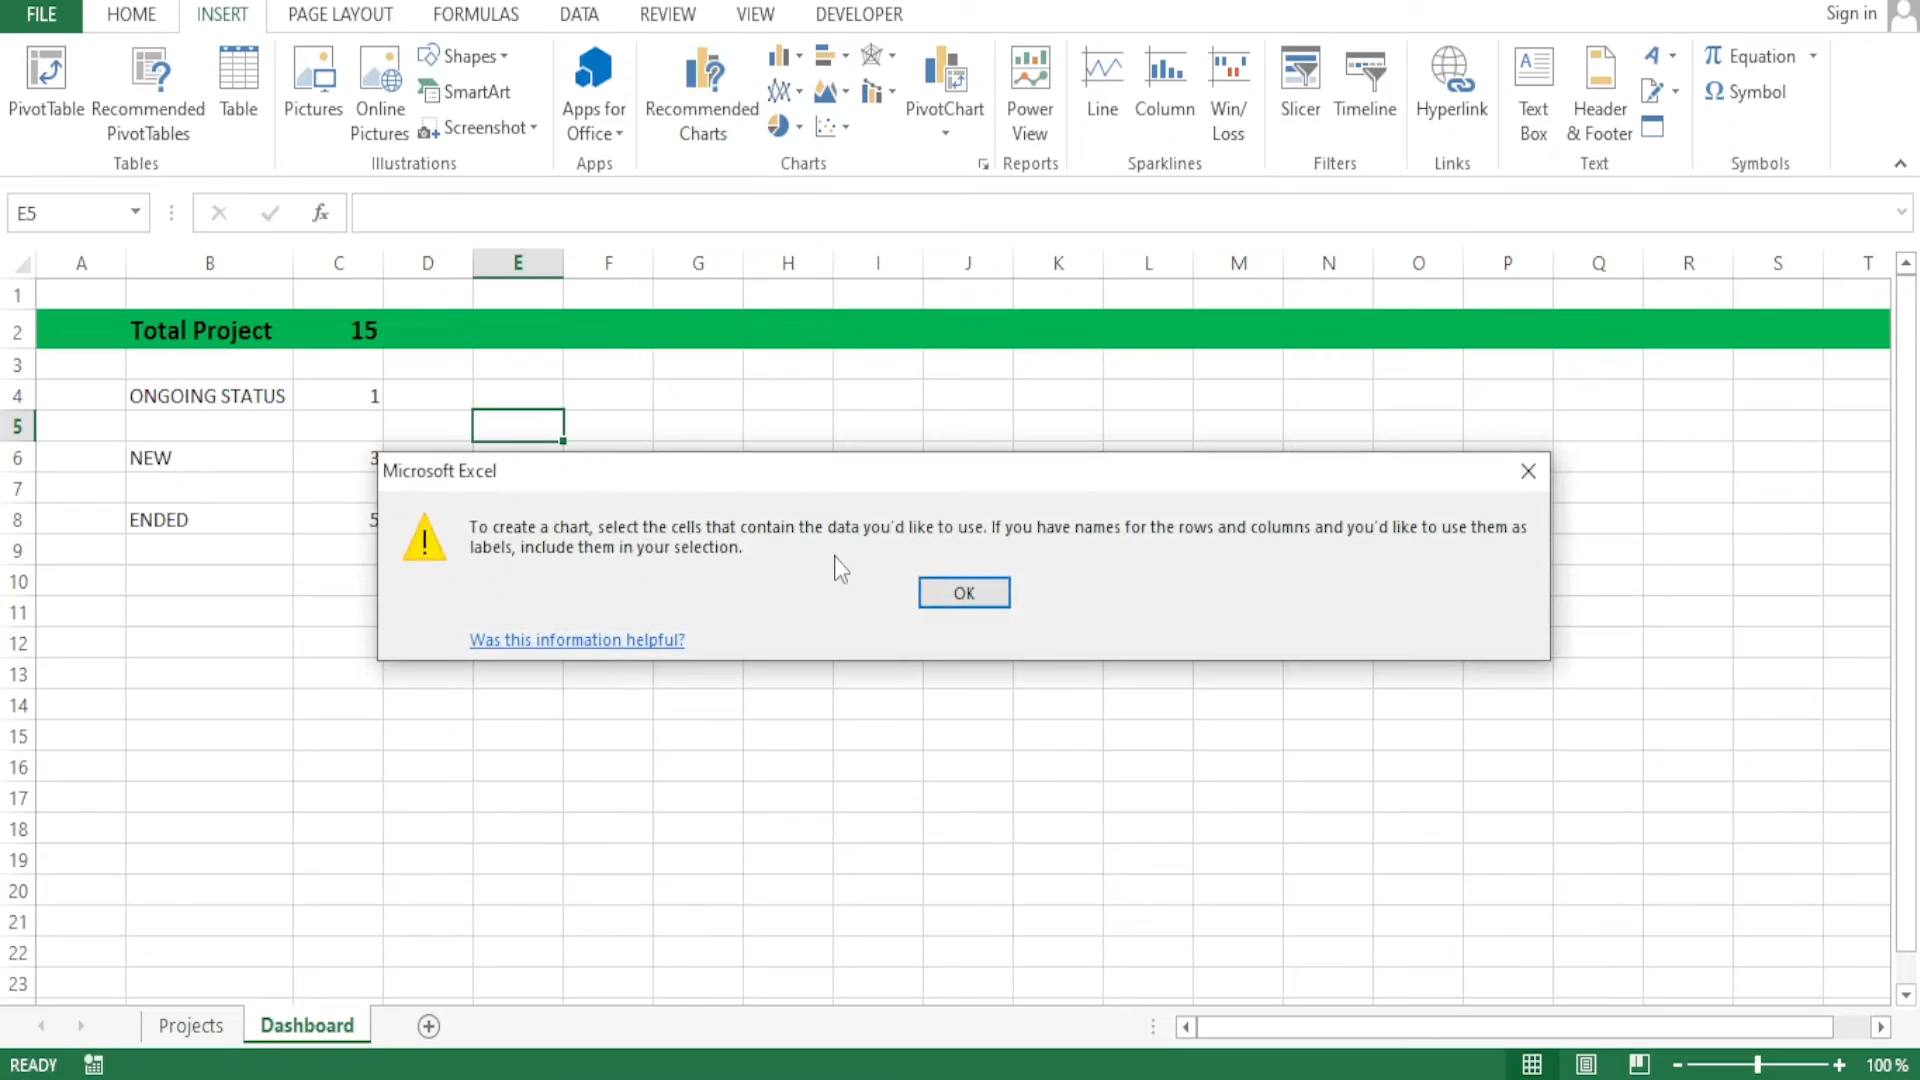 FILE HOME INSERT PAGE LAYOUT FORMULAS DATA REVIEW VIEW DEVELOPER Sign in
PivotTable Recommended PivotTables Table
Pictures Online Pictures Shapes SmartArt Screenshot
Apps for Office
Recommended Charts
PivotChart
Power View
Line Column Win/ Loss
Slicer Timeline
Hyperlink
Text Box Header & Footer A
π Equation
Ω Symbol
Tables Illustrations Apps Charts Reports Sparklines Filters Links Text Symbols
E5 fx
A B C D E F G H I J K L M N O P Q R S T
1
2 Total Project 15
3
4 ONGOING STATUS 1
5
6 NEW 3
7
8 ENDED 5
9
10
11
12
13
14
15
16
17
18
19
20
21
22
23
Microsoft Excel
To create a chart, select the cells that contain the data you'd like to use. If you have names for the rows and columns and you'd like to use them as
labels, include them in your selection.
OK
Was this information helpful?
Projects Dashboard
READY 100 %